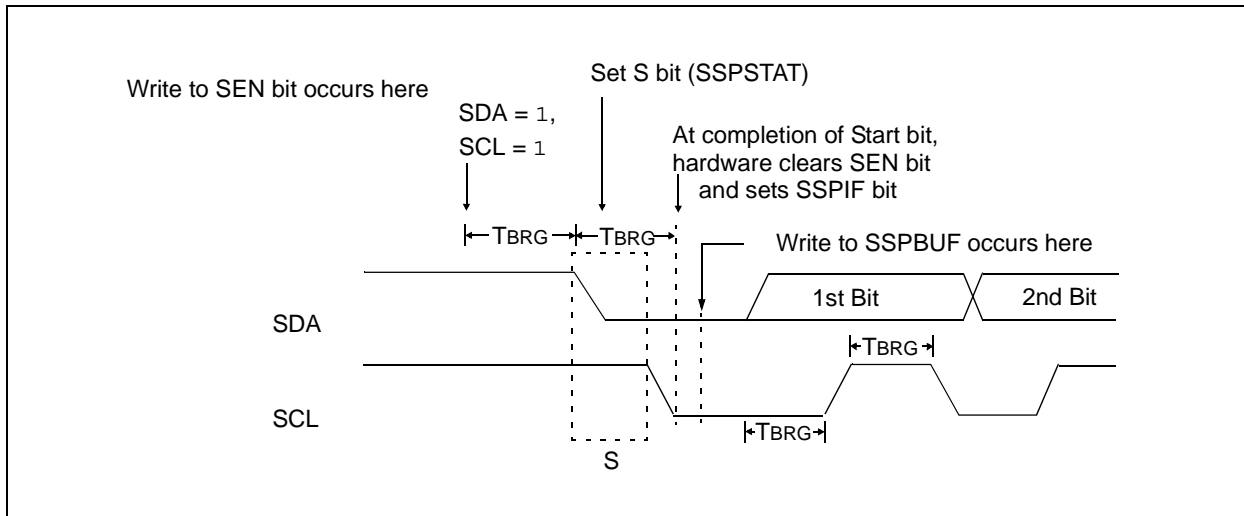 Set S bit (SSPSTAT)
Write to SEN bit occurs here
SDA = 1,
SCL = 1
At completion of Start bit,
hardware clears SEN bit
and sets SSPIF bit
TBRG TBRG
Write to SSPBUF occurs here
1st Bit 2nd Bit
SDA
TBRG
SCL
TBRG
S